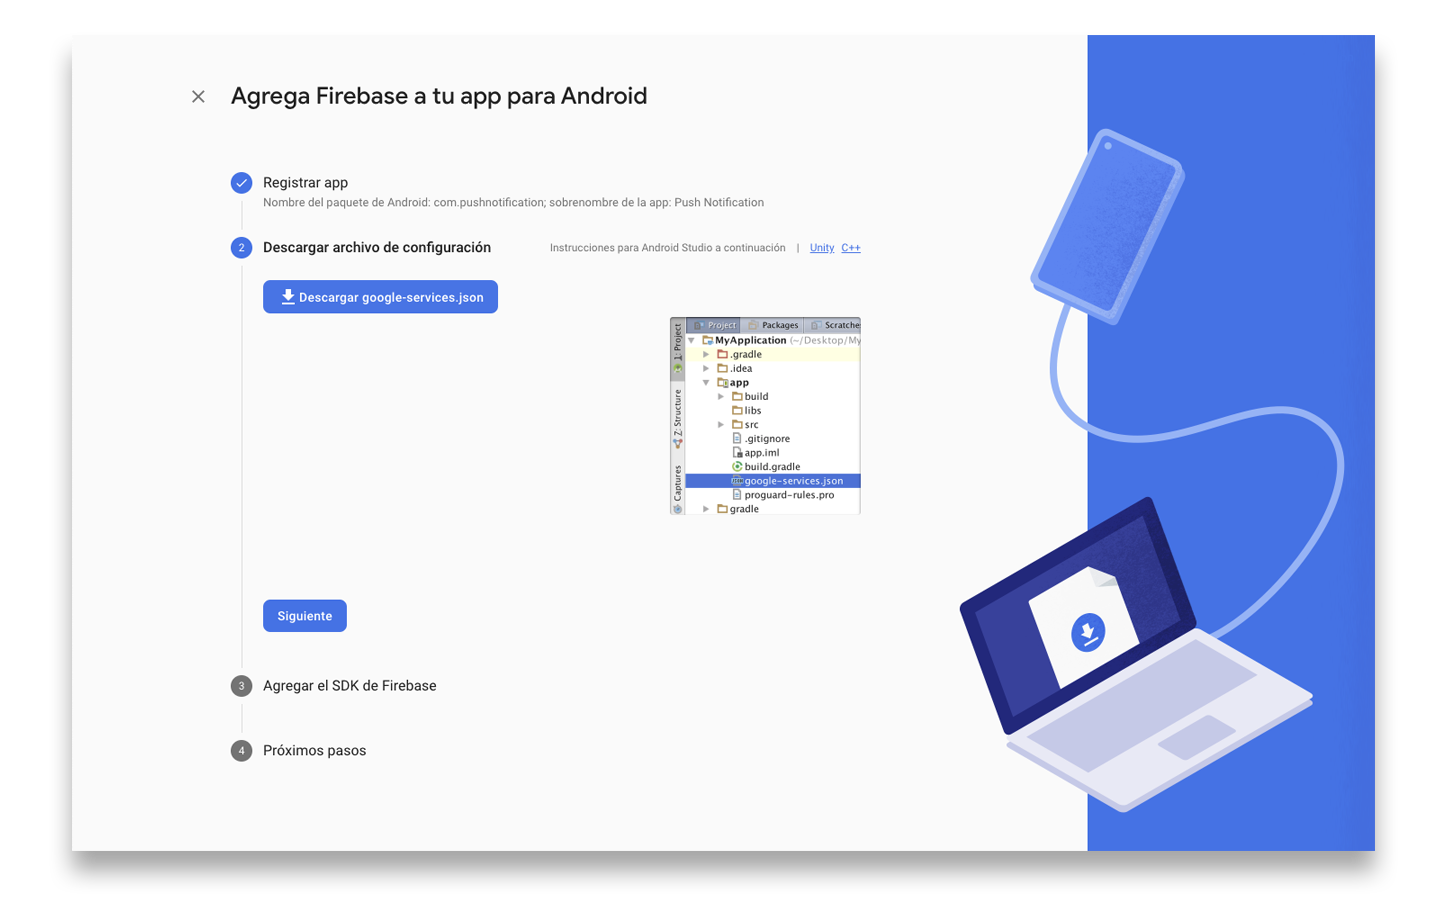 Agrega Firebase a tu app para Android
Registrar app
Nombre del paquete de Android: com.pushnotification; sobrenombre de la app: Push Notification
2 Descargar archivo de configuración
Instrucciones para Android Studio a continuación | Unity C++
Descargar google-services.json
1: Project
Z: Structure
Captures
Project Packages Scratches
MyApplication (~/Desktop/My
.gradle
.idea
app
build
libs
src
.gitignore
app.iml
build.gradle
google-services.json
proguard-rules.pro
gradle
Siguiente
3 Agregar el SDK de Firebase
4 Próximos pasos